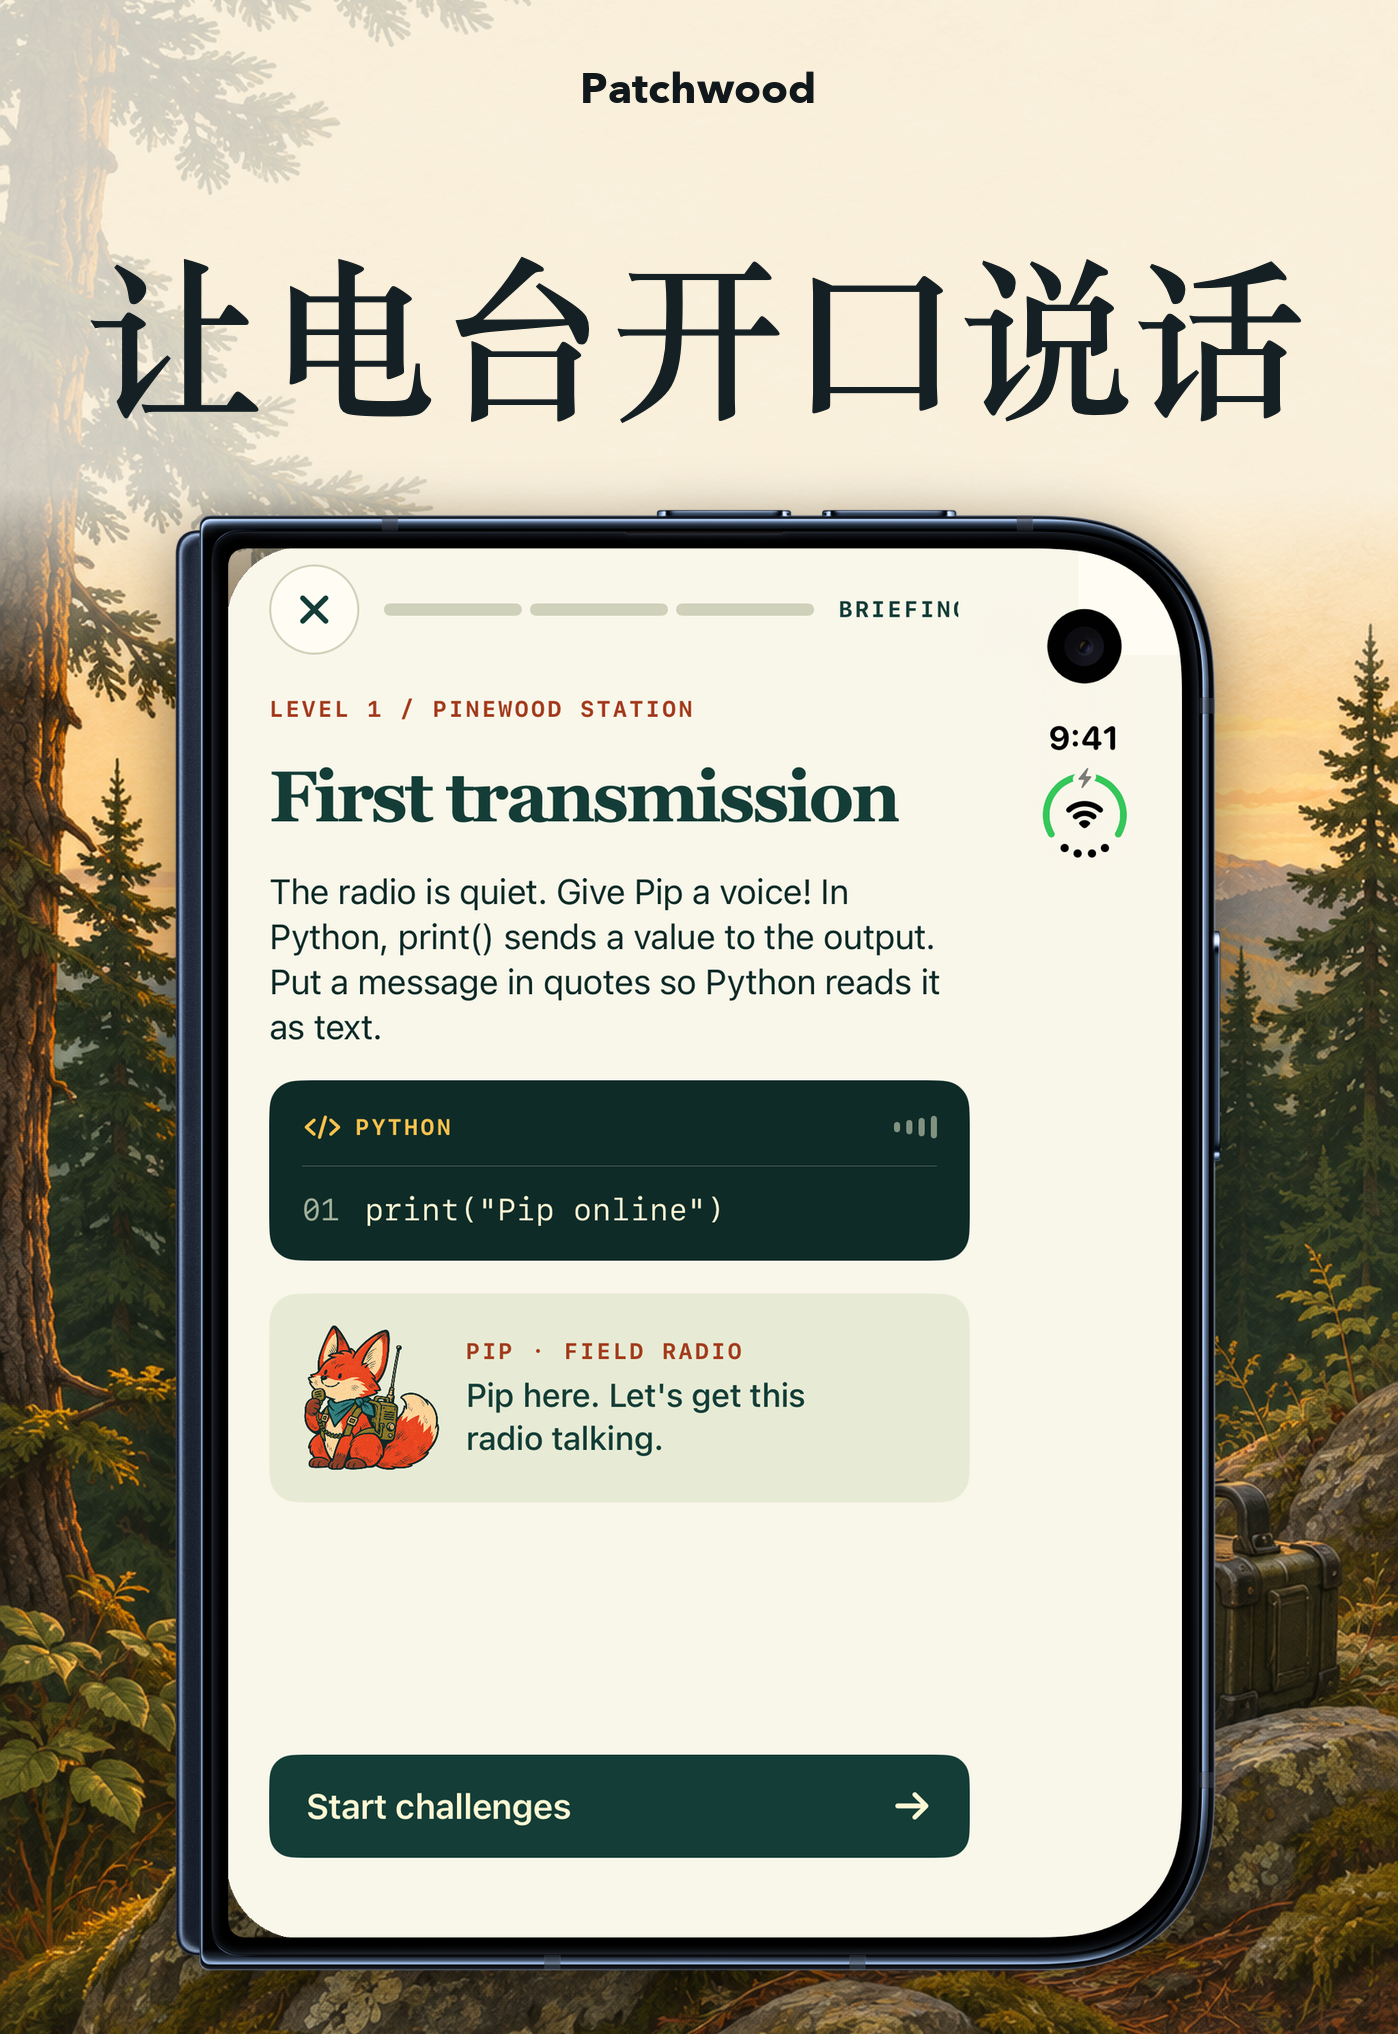 Patchwood
让电台开口说话
BRIEFIN
LEVEL 1 / PINEWOOD STATION
9:41
First transmission
The radio is quiet. Give Pip a voice! In
Python, print() sends a value to the output.
Put a message in quotes so Python reads it
as text.
</> PYTHON
01 print("Pip online")
PIP · FIELD RADIO
Pip here. Let's get this
radio talking.
Start challenges